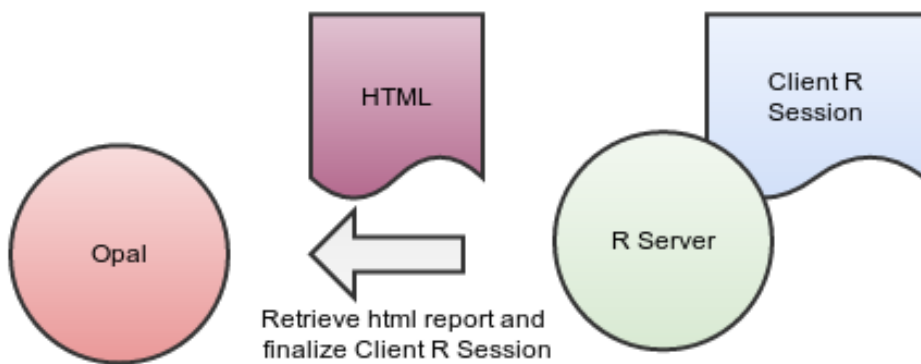 HTML
Client R
Session
Opal
R Server
Retrieve html report and
finalize Client R Session